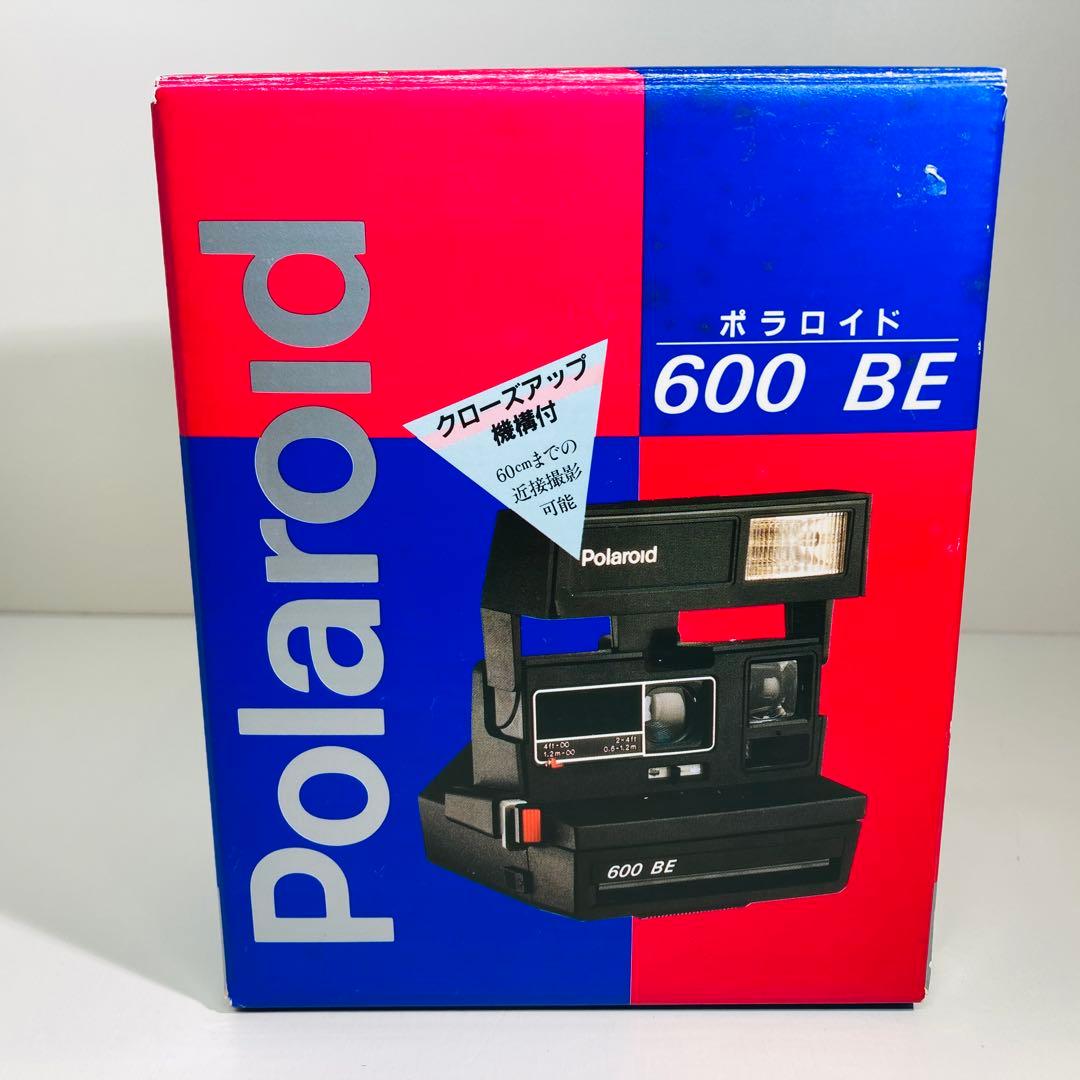 Polaroid
ポラロイド
600 BE
クローズアップ
機構付
60cmまでの
近接撮影
可能
Polaroid
4ft-OO 2-4ft
1.2m-OO 0.6-1.2m
600 BE